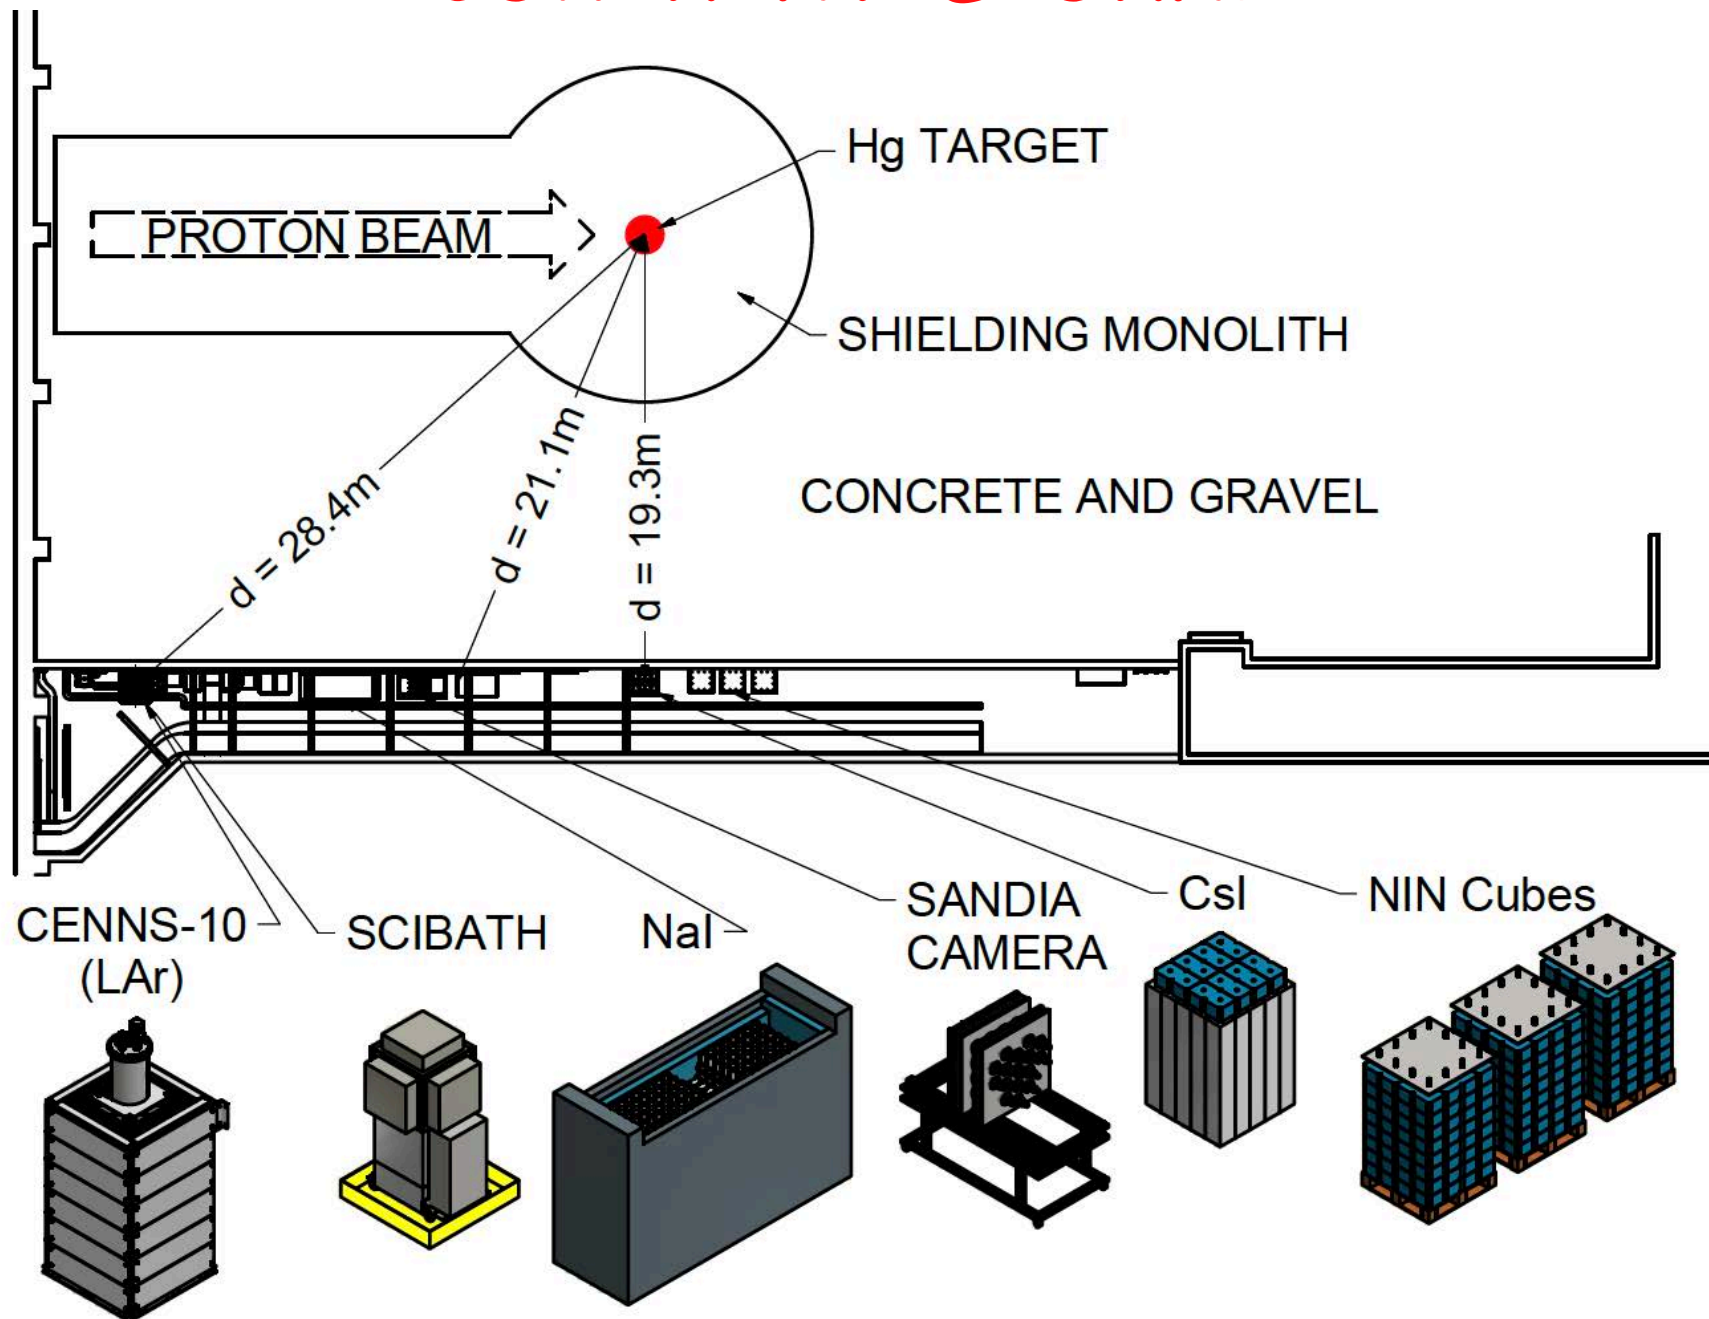 Hg TARGET
PROTON BEAM
SHIELDING MONOLITH
d = 28.4m
d = 21.1m
d = 19.3m
CONCRETE AND GRAVEL
CENNS-10
(LAr)
SCIBATH
NaI
SANDIA
CAMERA
CsI
NIN Cubes